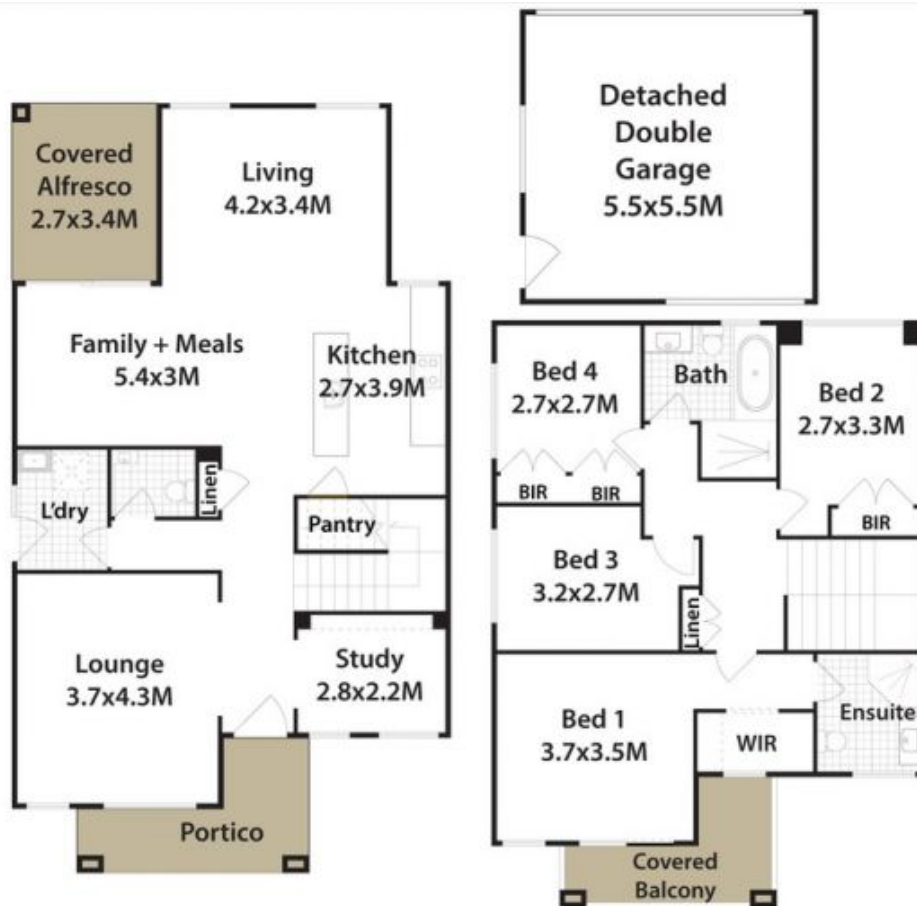 Covered
Alfresco
2.7x3.4M
Living
4.2x3.4M
Family + Meals
5.4x3M
Kitchen
2.7x3.9M
L'dry
Linen
Pantry
Lounge
3.7x4.3M
Study
2.8x2.2M
Portico
Detached
Double
Garage
5.5x5.5M
Bed 4
2.7x2.7M
BIR
BIR
Bath
Bed 2
2.7x3.3M
BIR
Bed 3
3.2x2.7M
Linen
Bed 1
3.7x3.5M
WIR
Ensuite
Covered
Balcony